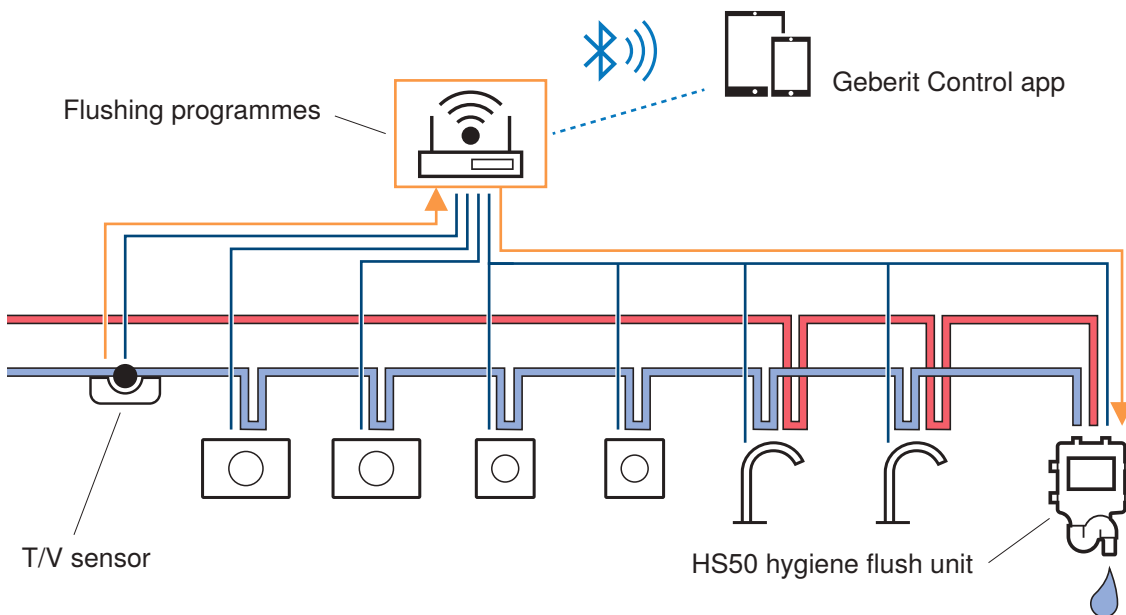 Flushing programmes
Geberit Control app
T/V sensor
HS50 hygiene flush unit